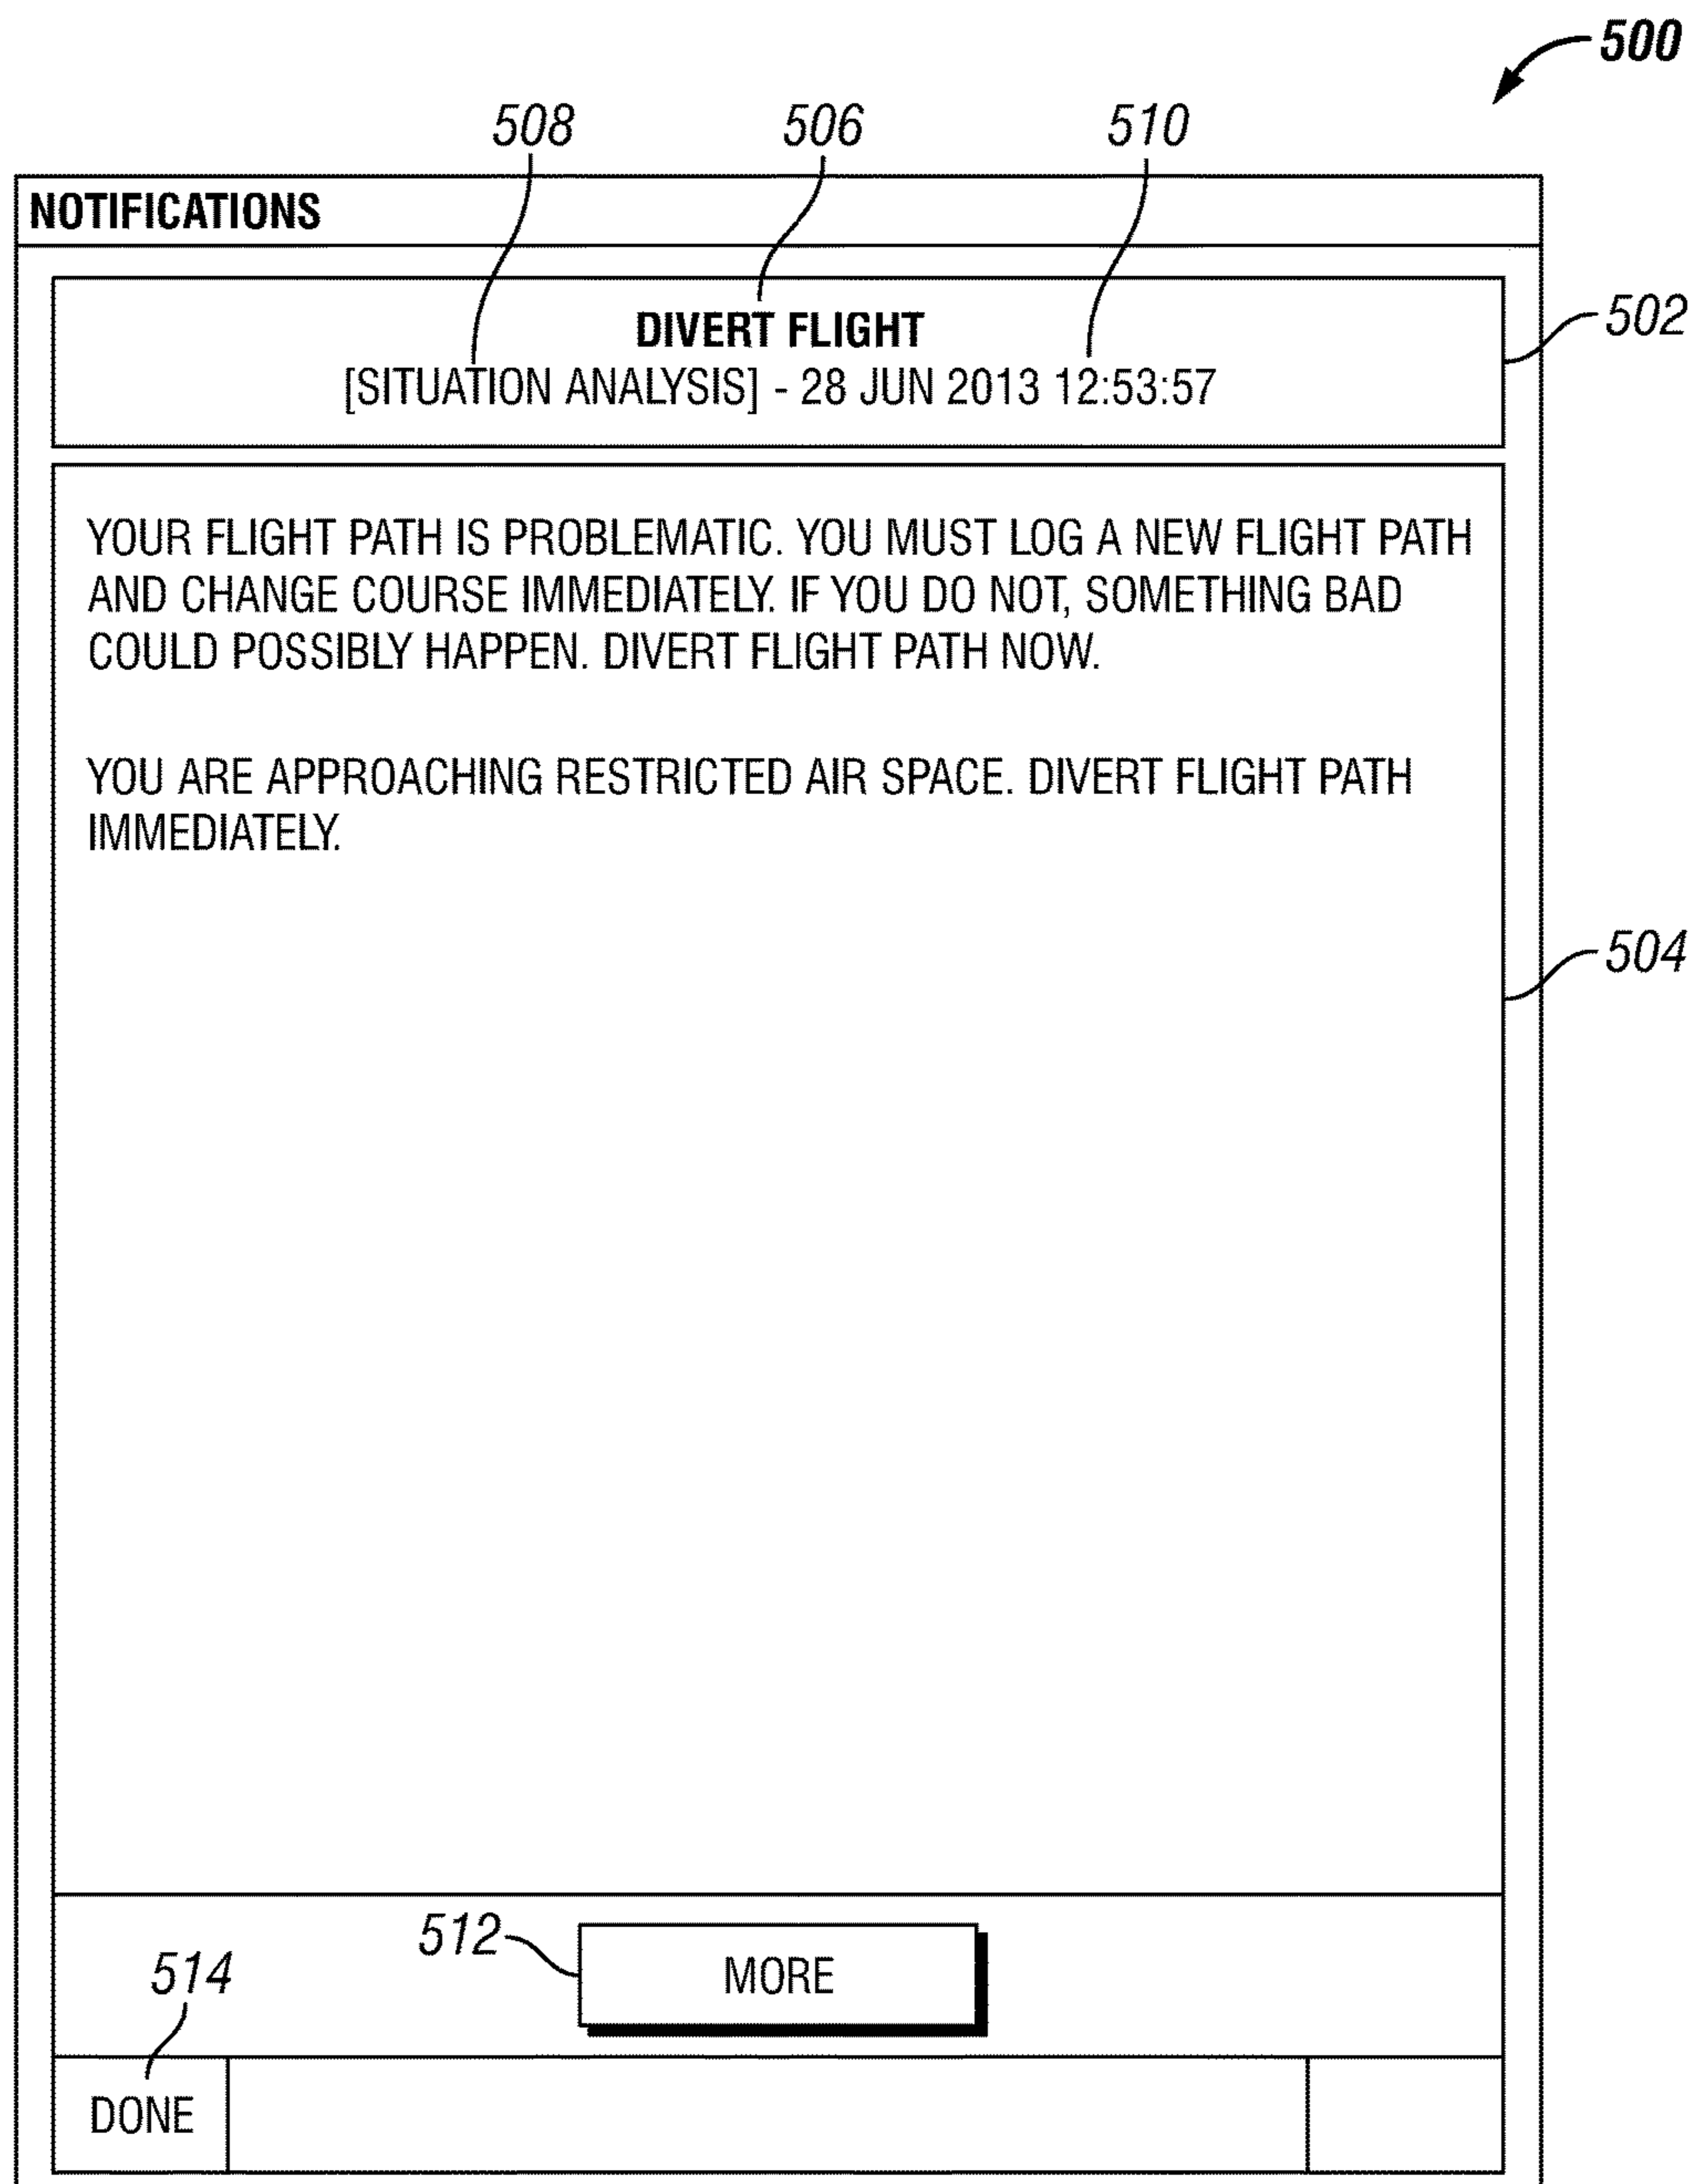 500
508 506 510
NOTIFICATIONS
DIVERT FLIGHT
502
[SITUATION ANALYSIS] - 28 JUN 2013 12:53:57
YOUR FLIGHT PATH IS PROBLEMATIC. YOU MUST LOG A NEW FLIGHT PATH
AND CHANGE COURSE IMMEDIATELY. IF YOU DO NOT, SOMETHING BAD
COULD POSSIBLY HAPPEN. DIVERT FLIGHT PATH NOW.
YOU ARE APPROACHING RESTRICTED AIR SPACE. DIVERT FLIGHT PATH
IMMEDIATELY.
504
512
MORE
514
DONE